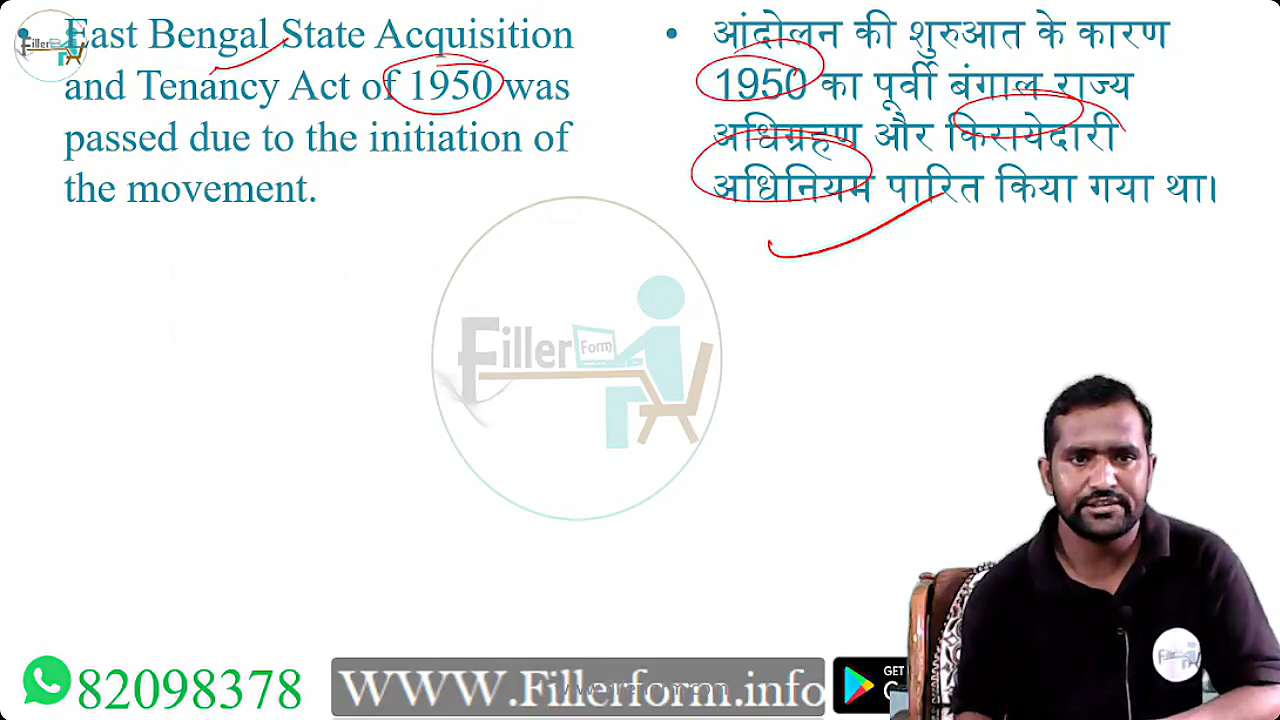 East Bengal State Acquisition
and Tenancy Act of 1950 was
passed due to the initiation of
the movement.
आंदोलन की शुरुआत के कारण
1950 का पूर्वी बंगाल राज्य
अधिग्रहण और किरायेदारी
अधिनियम पारित किया गया था।
Filler Form
82098378
WWW.Fillerform.info
GET